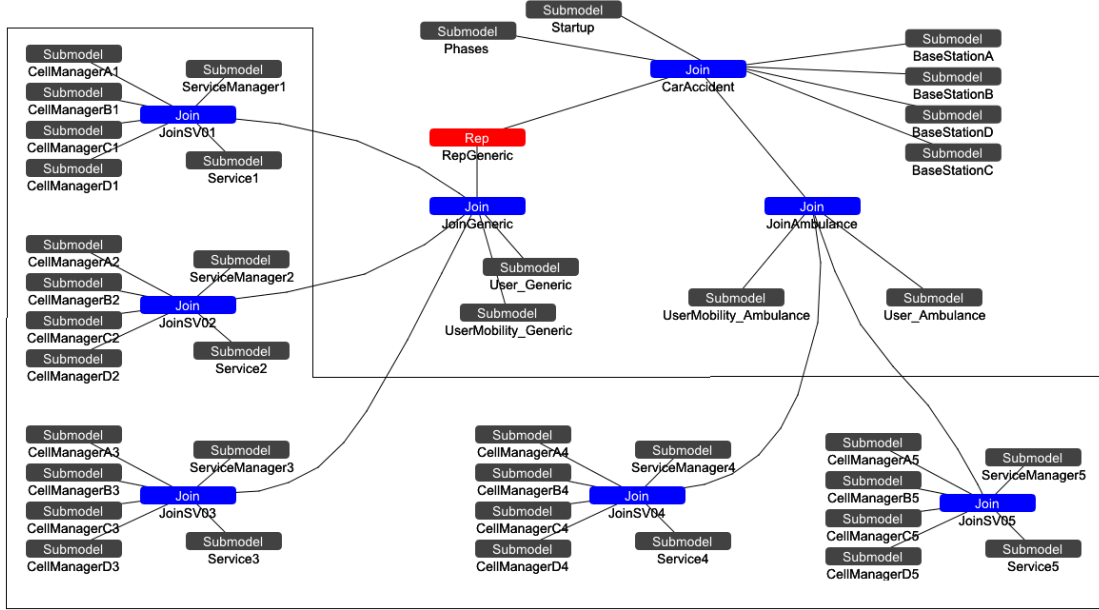 Submodel
Startup
Submodel
Phases
Join
CarAccident
Submodel
BaseStationA
Submodel
BaseStationB
Submodel
BaseStationD
Submodel
BaseStationC
Rep
RepGeneric
Join
JoinGeneric
Submodel
User_Generic
Submodel
UserMobility_Generic
Join
JoinAmbulance
Submodel
UserMobility_Ambulance
Submodel
User_Ambulance
Submodel
CellManagerA1
Submodel
CellManagerB1
Submodel
CellManagerC1
Submodel
CellManagerD1
Submodel
ServiceManager1
Join
JoinSV01
Submodel
Service1
Submodel
CellManagerA2
Submodel
CellManagerB2
Submodel
CellManagerC2
Submodel
CellManagerD2
Submodel
ServiceManager2
Join
JoinSV02
Submodel
Service2
Submodel
CellManagerA3
Submodel
CellManagerB3
Submodel
CellManagerC3
Submodel
CellManagerD3
Submodel
ServiceManager3
Join
JoinSV03
Submodel
Service3
Submodel
CellManagerA4
Submodel
CellManagerB4
Submodel
CellManagerC4
Submodel
CellManagerD4
Submodel
ServiceManager4
Join
JoinSV04
Submodel
Service4
Submodel
CellManagerA5
Submodel
CellManagerB5
Submodel
CellManagerC5
Submodel
CellManagerD5
Submodel
ServiceManager5
Join
JoinSV05
Submodel
Service5